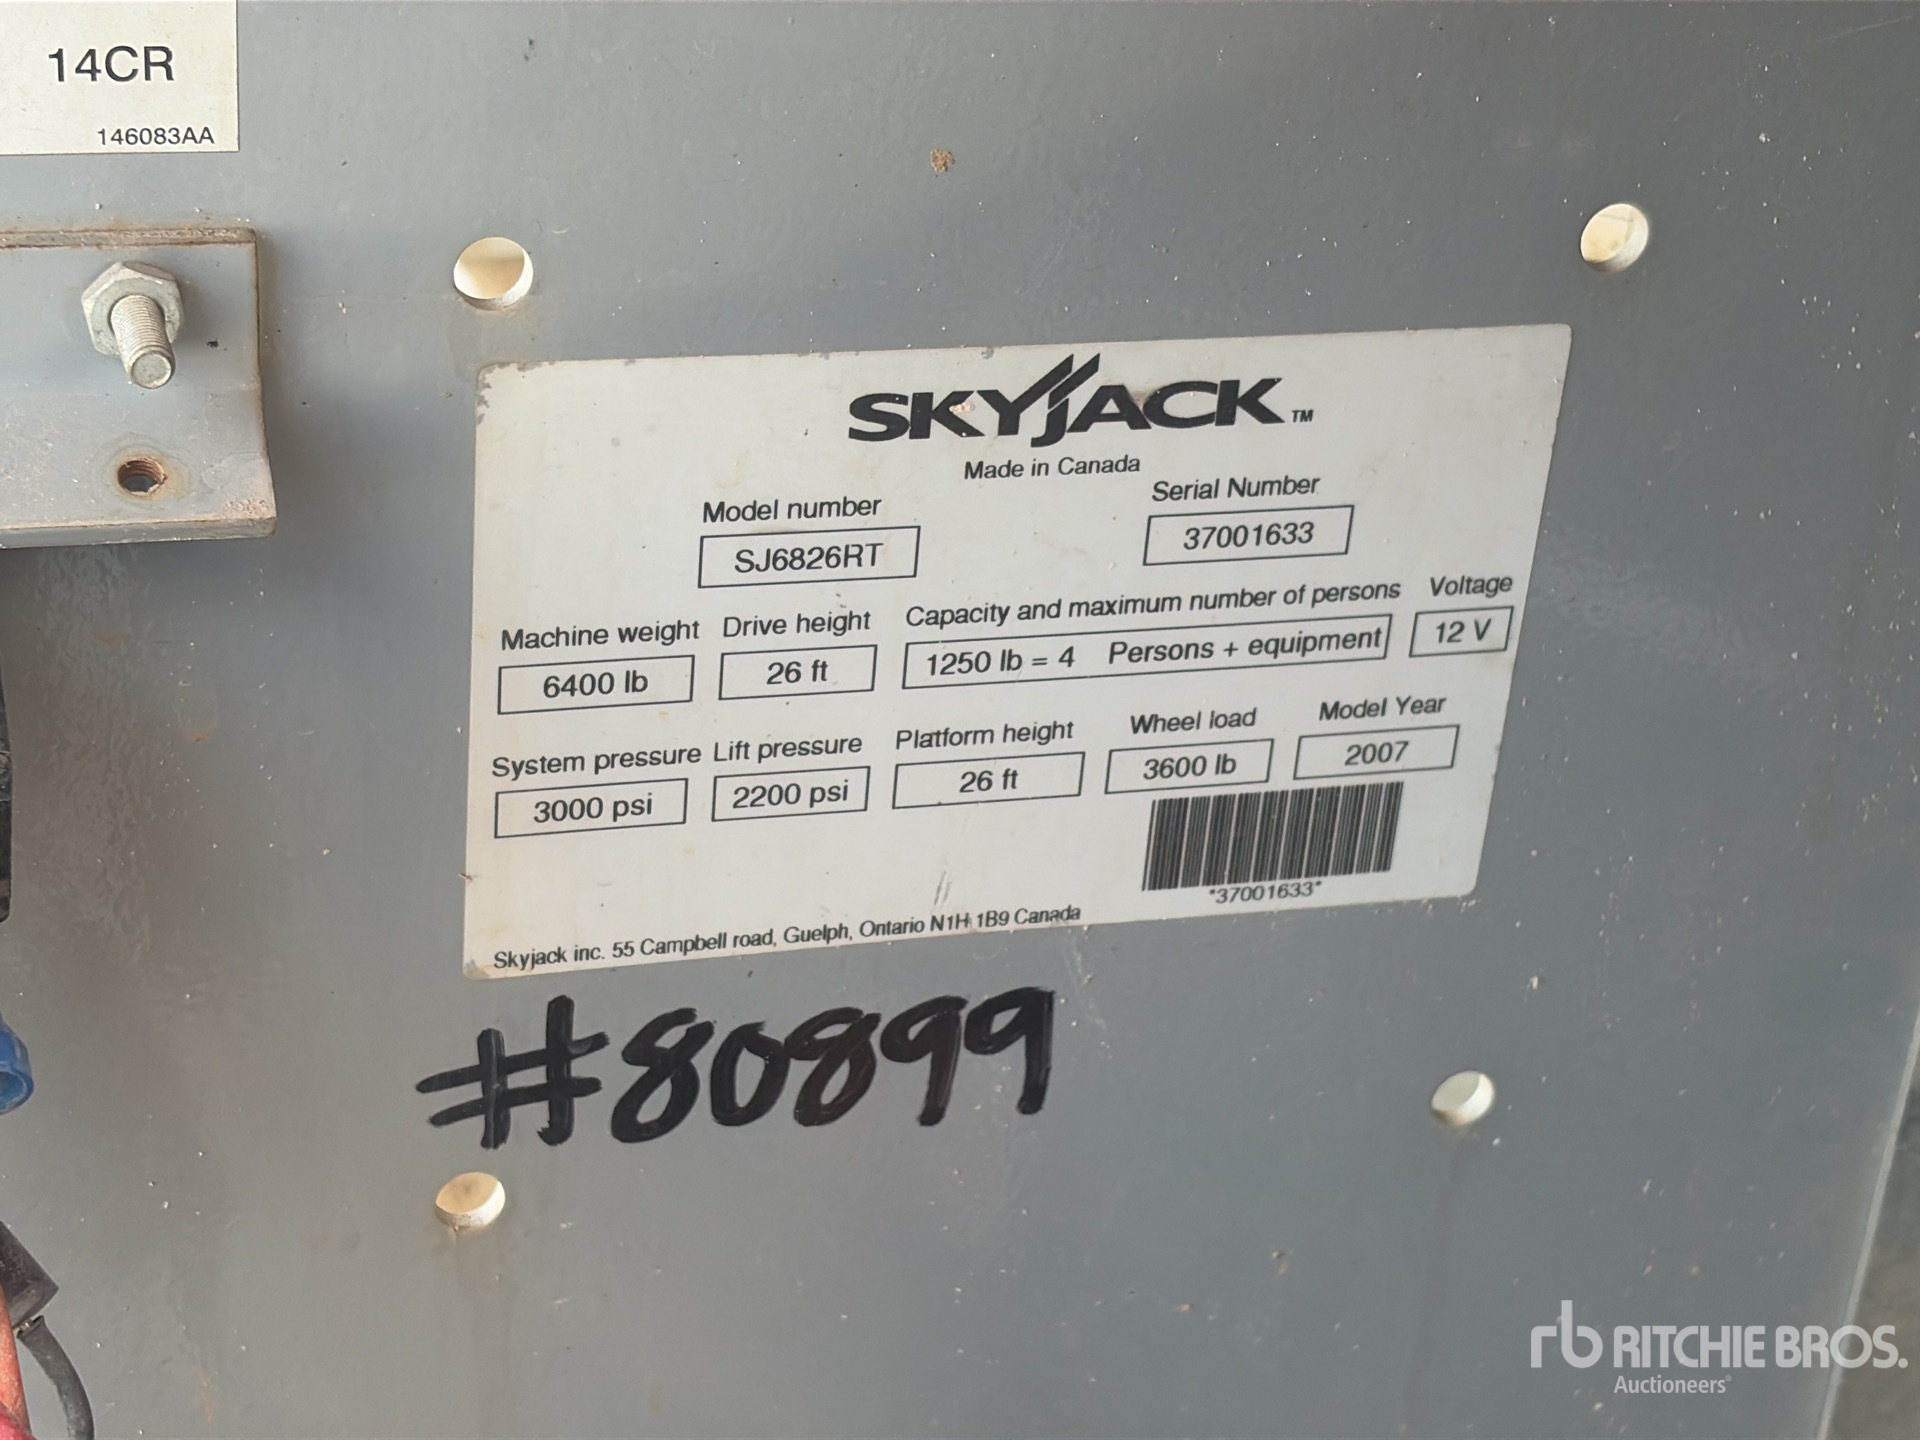 14CR
146083AA
SKYJACK™
Made in Canada
Model number Serial Number
SJ6826RT 37001633
Machine weight Drive height Capacity and maximum number of persons Voltage
6400 lb 26 ft 1250 lb = 4 Persons + equipment 12 V
System pressure Lift pressure Platform height Wheel load Model Year
3000 psi 2200 psi 26 ft 3600 lb 2007
*37001633*
Skyjack inc. 55 Campbell road, Guelph, Ontario N1H 1B9 Canada
#80899
rb RITCHIE BROS.
Auctioneers